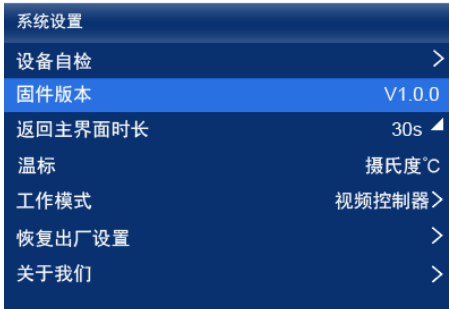 系统设置
设备自检 >
固件版本 V1.0.0
返回主界面时长 30s
温标 摄氏度℃
工作模式 视频控制器>
恢复出厂设置 >
关于我们 >